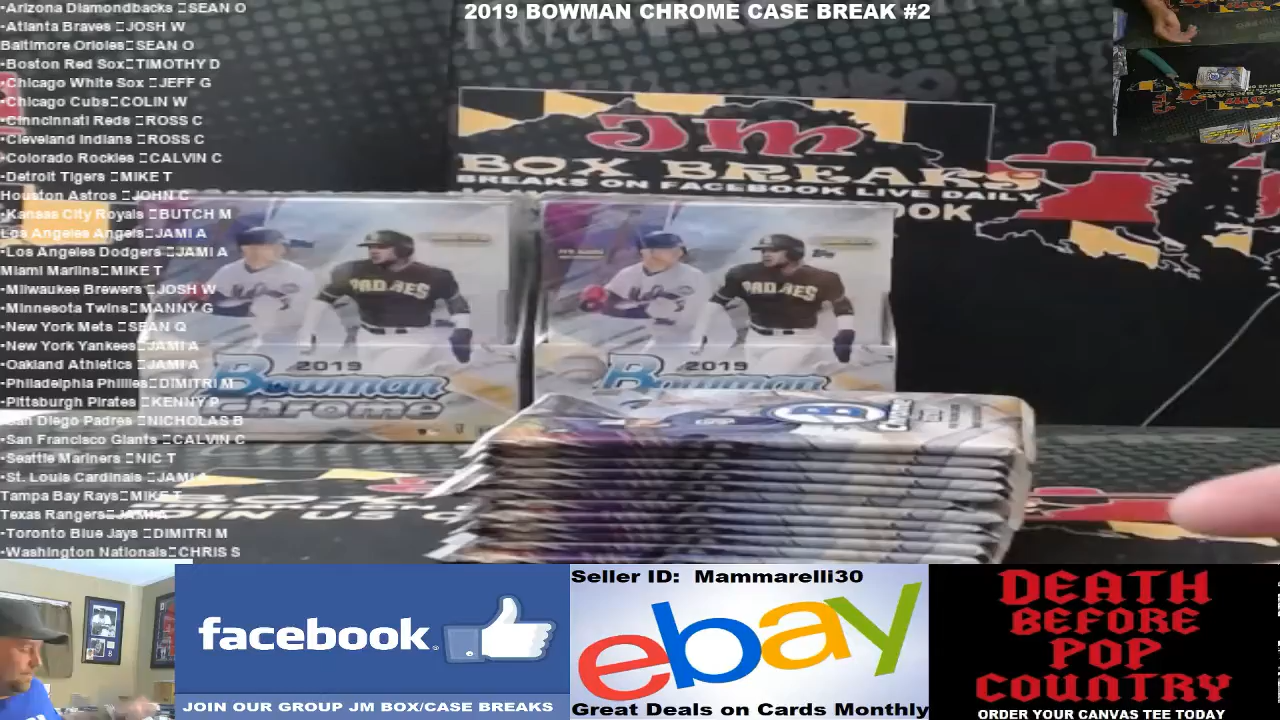 2019 BOWMAN CHROME CASE BREAK #2
•Arizona Diamondbacks □SEAN O
•Atlanta Braves □JOSH W
Baltimore Orioles□SEAN O
•Boston Red Sox□TIMOTHY D
•Chicago White Sox □JEFF G
•Chicago Cubs□COLIN W
•Cinncinnati Reds □ROSS C
•Cleveland Indians □ROSS C
•Colorado Rockies □CALVIN C
•Detroit Tigers □MIKE T
Houston Astros □JOHN C
•Kansas City Royals □BUTCH M
Los Angeles Angels□JAMI A
•Los Angeles Dodgers □JAMI A
Miami Marlins□MIKE T
•Milwaukee Brewers □JOSH W
•Minnesota Twins□MANNY G
•New York Mets □SEAN O
•New York Yankees□JAMI A
•Oakland Athletics □JAMI A
•Philadelphia Phillies□DIMITRI M
•Pittsburgh Pirates □KENNY P
San Diego Padres □NICHOLAS B
•San Francisco Giants □CALVIN C
•Seattle Mariners □NIC T
•St. Louis Cardinals □JAMI A
Tampa Bay Rays□MIKE T
Texas Rangers□JAMI A
•Toronto Blue Jays □DIMITRI M
•Washington Nationals□CHRIS S
JM
BOX BREAKS
BREAKS ON FACEBOOK LIVE DAILY
PADRES
2019
Bowman
chrome
PADRES
2019
Bowman
JOIN US
facebook
JOIN OUR GROUP JM BOX/CASE BREAKS
Seller ID: Mammarelli30
ebay
Great Deals on Cards Monthly
DEATH
BEFORE
POP
COUNTRY
ORDER YOUR CANVAS TEE TODAY